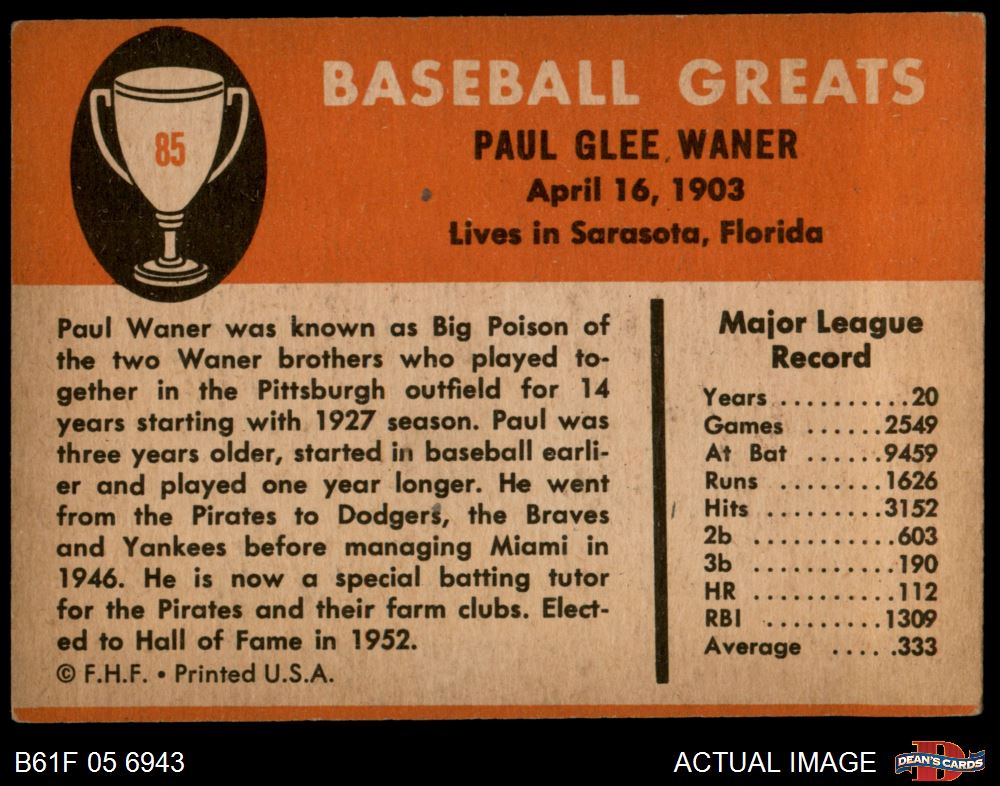 85
BASEBALL GREATS
PAUL GLEE WANER
April 16, 1903
Lives in Sarasota, Florida
Paul Waner was known as Big Poison of
the two Waner brothers who played to-
gether in the Pittsburgh outfield for 14
years starting with 1927 season. Paul was
three years older, started in baseball earli-
er and played one year longer. He went
from the Pirates to Dodgers, the Braves
and Yankees before managing Miami in
1946. He is now a special batting tutor
for the Pirates and their farm clubs. Elect-
ed to Hall of Fame in 1952.
© F.H.F. • Printed U.S.A.
Major League
Record
Years ..........20
Games ......2549
At Bat ......9459
Runs ........1626
Hits .........3152
2b ...........603
3b ...........190
HR ...........112
RBI .........1309
Average .....333
B61F 05 6943
ACTUAL IMAGE
D
DEAN'S CARDS